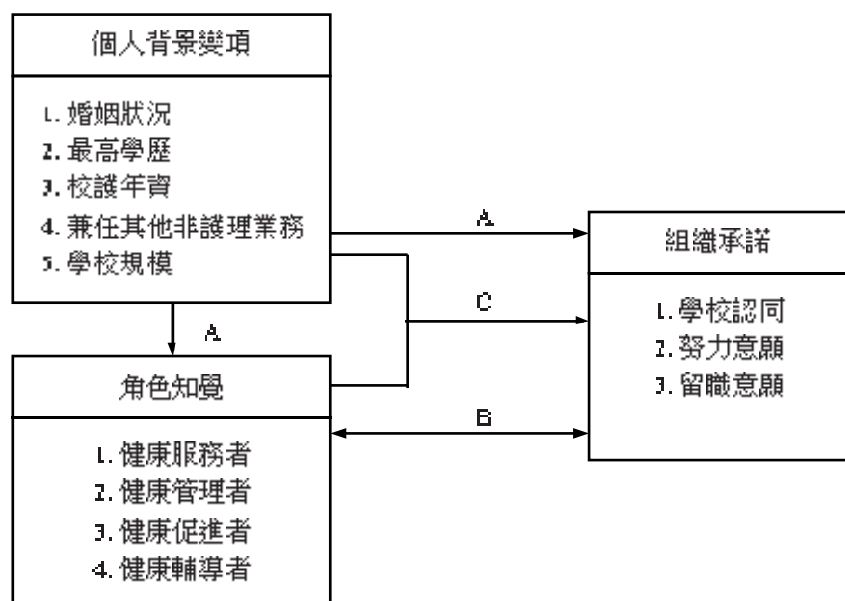 個人背景變項
1. 婚姻狀況
2. 最高學歷
3. 校護年資
4. 兼任其他非護理業務
5. 學校規模
A
組織承諾
1. 學校認同
2. 努力意願
3. 留職意願
C
A
角色知覺
1. 健康服務者
2. 健康管理者
3. 健康促進者
4. 健康輔導者
B